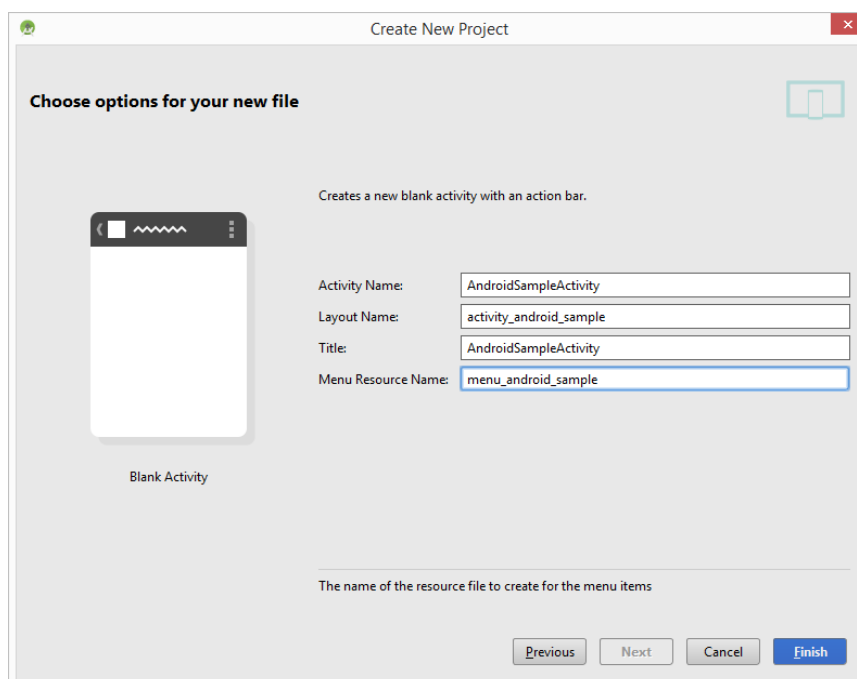 Create New Project
Choose options for your new file
Creates a new blank activity with an action bar.
Activity Name: AndroidSampleActivity
Layout Name: activity_android_sample
Title: AndroidSampleActivity
Menu Resource Name: menu_android_sample
Blank Activity
The name of the resource file to create for the menu items
Previous Next Cancel Finish